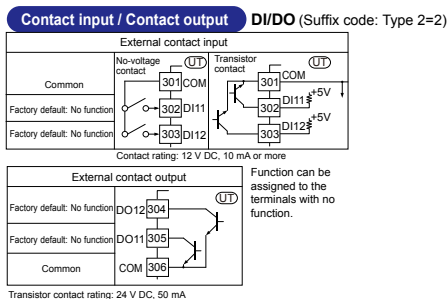 Contact input / Contact output DI/DO (Suffix code: Type 2=2)
External contact input
No-voltage contact
UT
Transistor contact
UT
Common
301 COM
301 COM
Factory default: No function
302 DI11
302 DI11 +5V
Factory default: No function
303 DI12
303 DI12 +5V
Contact rating: 12 V DC, 10 mA or more
External contact output
UT
Factory default: No function DO12 304
Factory default: No function DO11 305
Common COM 306
Function can be
assigned to the
terminals with no
function.
Transistor contact rating: 24 V DC, 50 mA